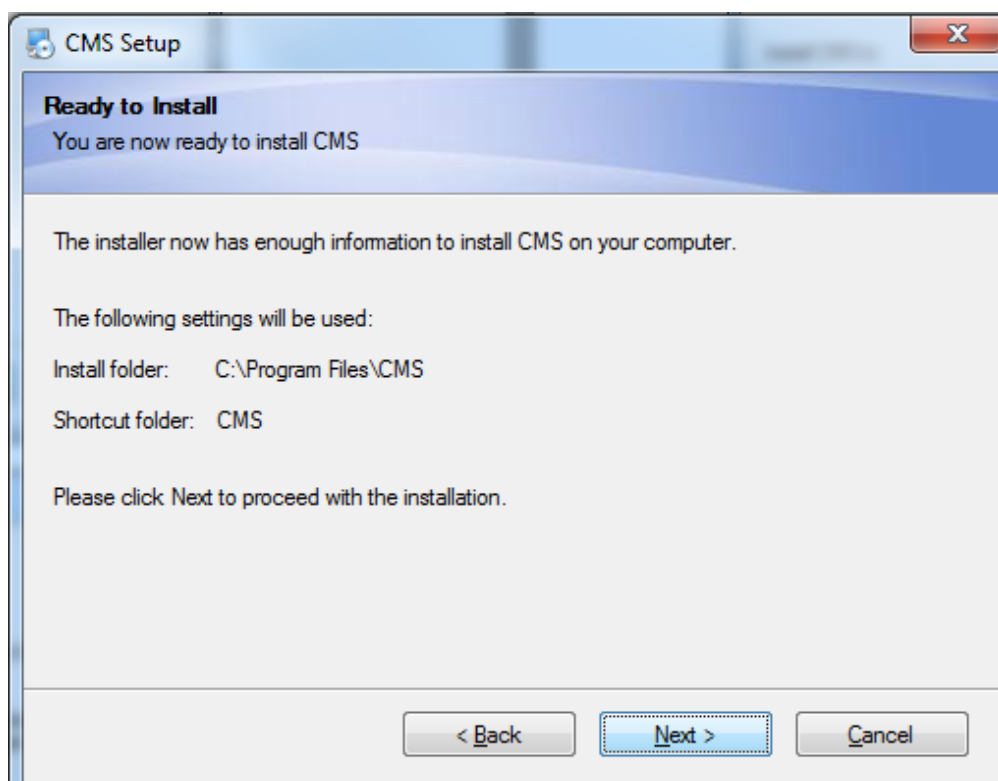 CMS Setup
Ready to Install
You are now ready to install CMS
The installer now has enough information to install CMS on your computer.
The following settings will be used:
Install folder: C:\Program Files\CMS
Shortcut folder: CMS
Please click Next to proceed with the installation.
< Back Next > Cancel